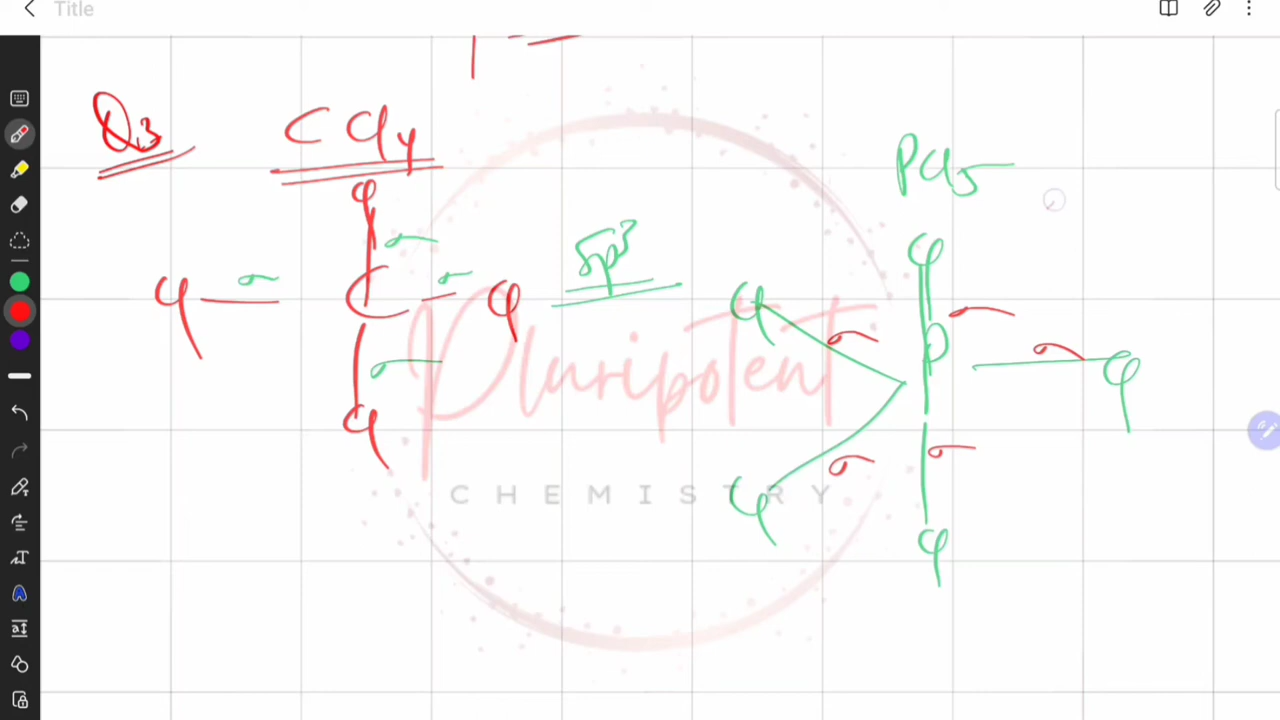 Title
Q3 CCl4 PCl5
Cl Cl
σ
σ C σ
Cl Cl sp3 Cl σ σ
P σ Cl
σ
Cl σ σ
Pluripotent
CHEMISTRY
Cl Cl